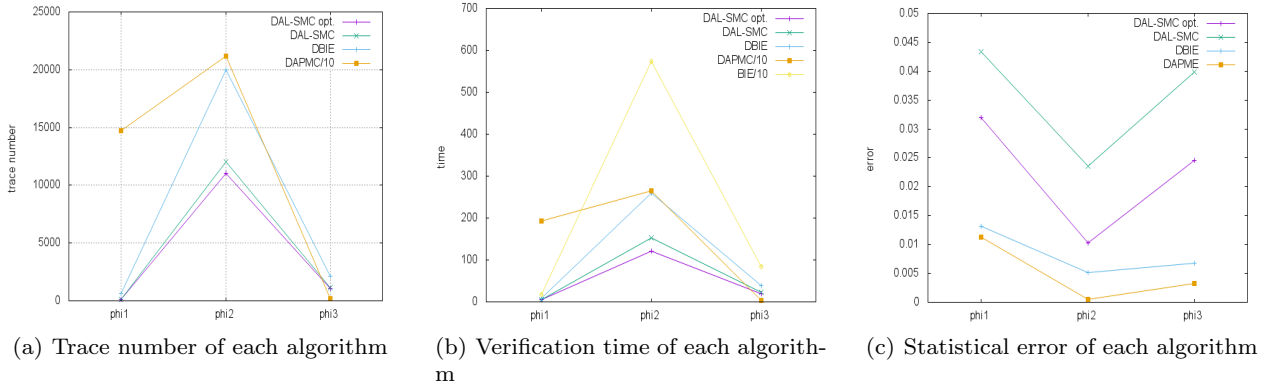 25000
20000
15000
10000
5000
0
trace number
phi1 phi2 phi3
DAL-SMC opt.
DAL-SMC
DBIE
DAPMC/10
(a) Trace number of each algorithm
700
600
500
400
300
200
100
0
time
phi1 phi2 phi3
DAL-SMC opt.
DAL-SMC
DBIE
DAPMC/10
BIE/10
(b) Verification time of each algorith-
m
0.05
0.045
0.04
0.035
0.03
0.025
0.02
0.015
0.01
0.005
0
error
phi1 phi2 phi3
DAL-SMC opt.
DAL-SMC
DBIE
DAPME
(c) Statistical error of each algorithm